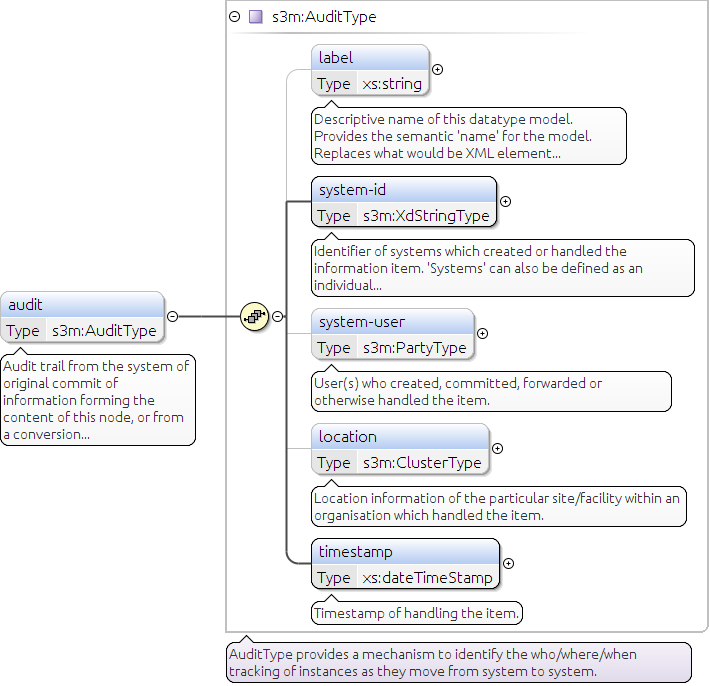 s3m:AuditType
label
Type xs:string
Descriptive name of this datatype model.
Provides the semantic 'name' for the model.
Replaces what would be XML element...
system-id
Type s3m:XdStringType
Identifier of systems which created or handled the
information item. 'Systems' can also be defined as an
individual...
audit
Type s3m:AuditType
Audit trail from the system of
original commit of
information forming the
content of this node, or from
a conversion...
system-user
Type s3m:PartyType
User(s) who created, committed, forwarded or
otherwise handled the item.
location
Type s3m:ClusterType
Location information of the particular site/facility within an
organisation which handled the item.
timestamp
Type xs:dateTimeStamp
Timestamp of handling the item.
AuditType provides a mechanism to identify the who/where/when
tracking of instances as they move from system to system.